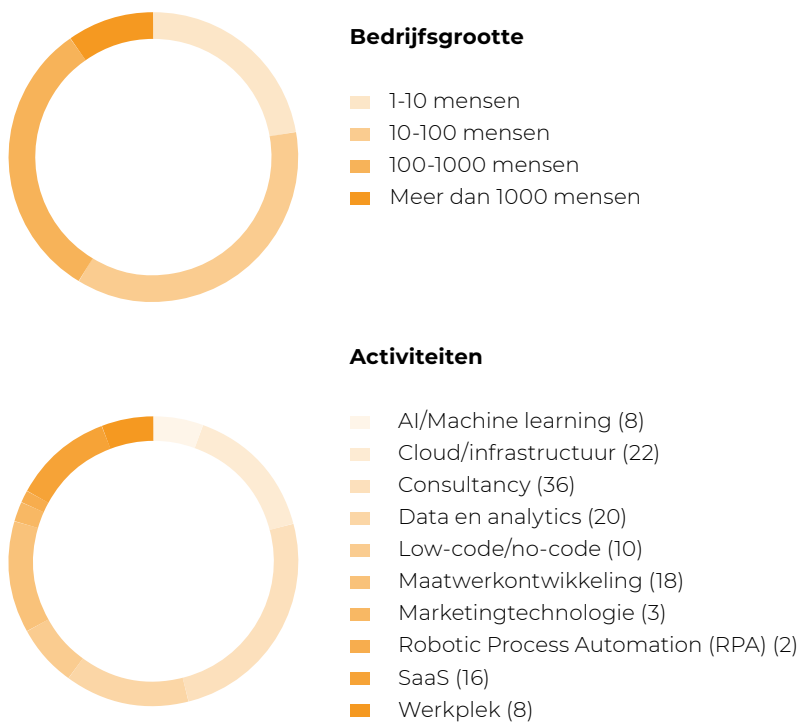 Bedrijfsgrootte
1-10 mensen
10-100 mensen
100-1000 mensen
Meer dan 1000 mensen
Activiteiten
AI/Machine learning (8)
Cloud/infrastructuur (22)
Consultancy (36)
Data en analytics (20)
Low-code/no-code (10)
Maatwerkontwikkeling (18)
Marketingtechnologie (3)
Robotic Process Automation (RPA) (2)
SaaS (16)
Werkplek (8)